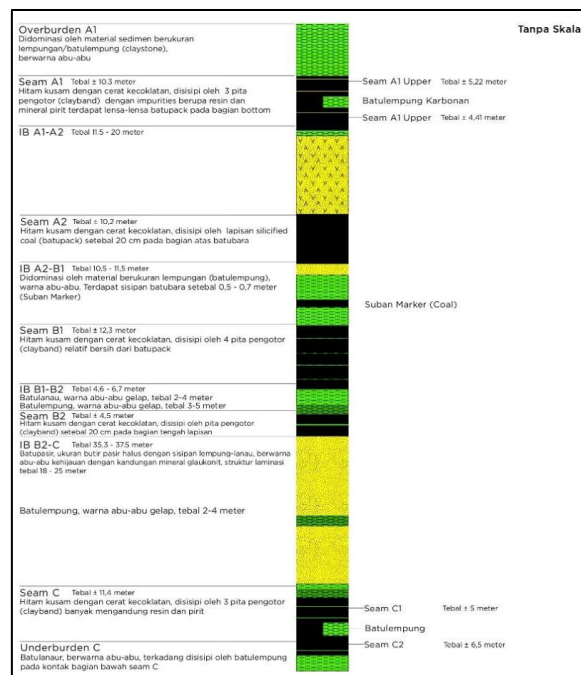 Overburden A1
Didominasi oleh material sedimen berukuran
lempungan/batulempung (claystone),
berwarna abu-abu
Tanpa Skala
Seam A1 Tebal ± 10.3 meter
Hitam kusam dengan cerat kecoklatan, disisipi oleh 3 pita
pengotor (clayband) dengan impurities berupa resin dan
mineral pirit terdapat lensa-lensa batupack pada bagian bottom
Seam A1 Upper Tebal ± 5,22 meter
Batulempung Karbonan
Seam A1 Upper Tebal ± 4,41 meter
IB A1-A2 Tebal 11.5 - 20 meter
Seam A2 Tebal ± 10,2 meter
Hitam kusam dengan cerat kecoklatan, disisipi oleh lapisan silicified
coal (batupack) setebal 20 cm pada bagian atas batubara
IB A2-B1 Tebal 10,5 - 11,5 meter
Didominasi oleh material berukuran lempungan (batulempung),
warna abu-abu. Terdapat sisipan batubara setebal 0,5 - 0,7 meter
(Suban Marker)
Suban Marker (Coal)
Seam B1 Tebal ± 12,3 meter
Hitam kusam dengan cerat kecoklatan, disisipi oleh 4 pita pengotor
(clayband) relatif bersih dari batupack
IB B1-B2 Tebal 4,6 - 6,7 meter
Batulanau, warna abu-abu gelap, tebal 2-4 meter
Batulempung, warna abu-abu gelap, tebal 3-5 meter
Seam B2 Tebal ± 4,5 meter
Hitam kusam dengan cerat kecoklatan, disisipi oleh pita pengotor
(clayband) setebal 20 cm pada bagian tengah lapisan
IB B2-C Tebal 35.3 - 37.5 meter
Batupasir, ukuran butir pasir halus dengan sisipan lempung-lanau, berwarna
abu-abu kehijauan dengan kandungan mineral glaukonit, struktur laminasi
tebal 18 - 25 meter
Batulempung, warna abu-abu gelap, tebal 2-4 meter
Seam C Tebal ± 11,4 meter
Hitam kusam dengan cerat kecoklatan, disisipi oleh 3 pita pengotor
(clayband) banyak mengandung resin dan pirit
Seam C1 Tebal ± 5 meter
Batulempung
Seam C2 Tebal ± 6,5 meter
Underburden C
Batulanaur, berwarna abu-abu, terkadang disisipi oleh batulempung
pada kontak bagian bawah seam C